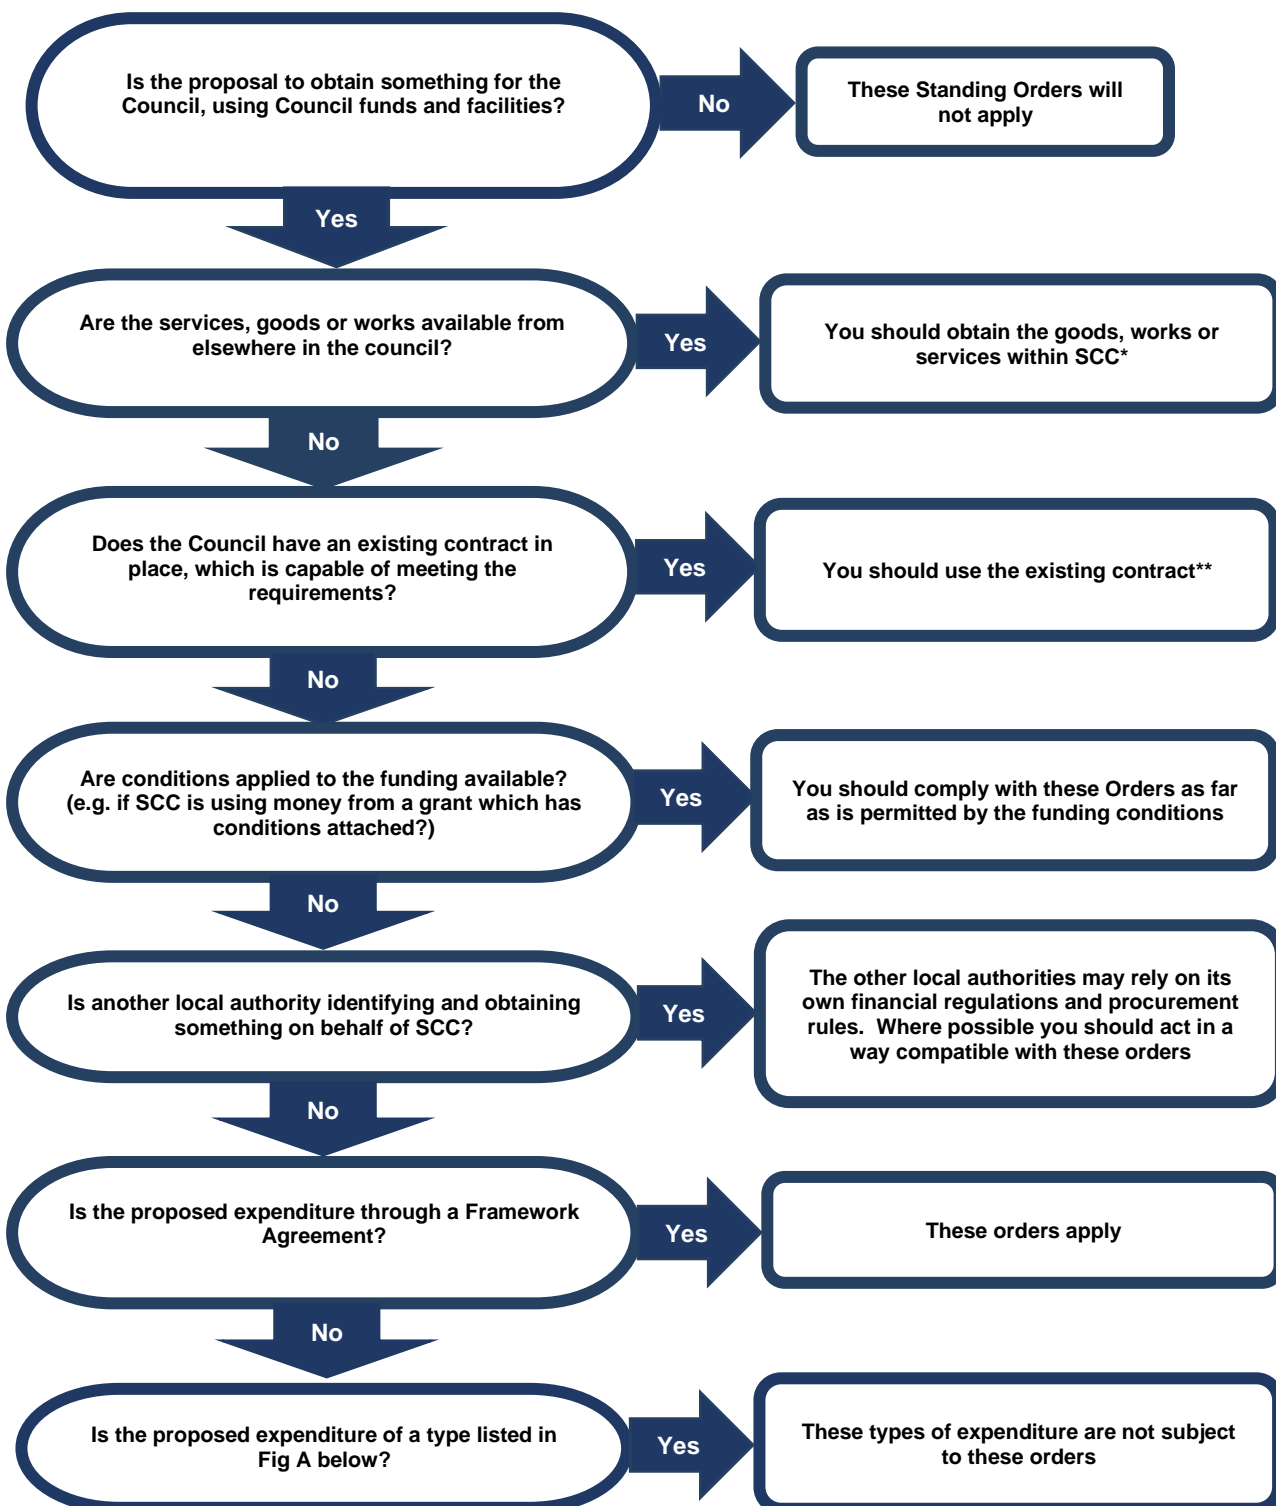 Is the proposal to obtain something for the
Council, using Council funds and facilities?
No
These Standing Orders will
not apply
Yes
Are the services, goods or works available from
elsewhere in the council?
Yes
You should obtain the goods, works or
services within SCC*
No
Does the Council have an existing contract in
place, which is capable of meeting the
requirements?
Yes
You should use the existing contract**
No
Are conditions applied to the funding available?
(e.g. if SCC is using money from a grant which has
conditions attached?)
Yes
You should comply with these Orders as far
as is permitted by the funding conditions
No
Is another local authority identifying and obtaining
something on behalf of SCC?
Yes
The other local authorities may rely on its
own financial regulations and procurement
rules.  Where possible you should act in a
way compatible with these orders
No
Is the proposed expenditure through a Framework
Agreement?
Yes
These orders apply
No
Is the proposed expenditure of a type listed in
Fig A below?
Yes
These types of expenditure are not subject
to these orders